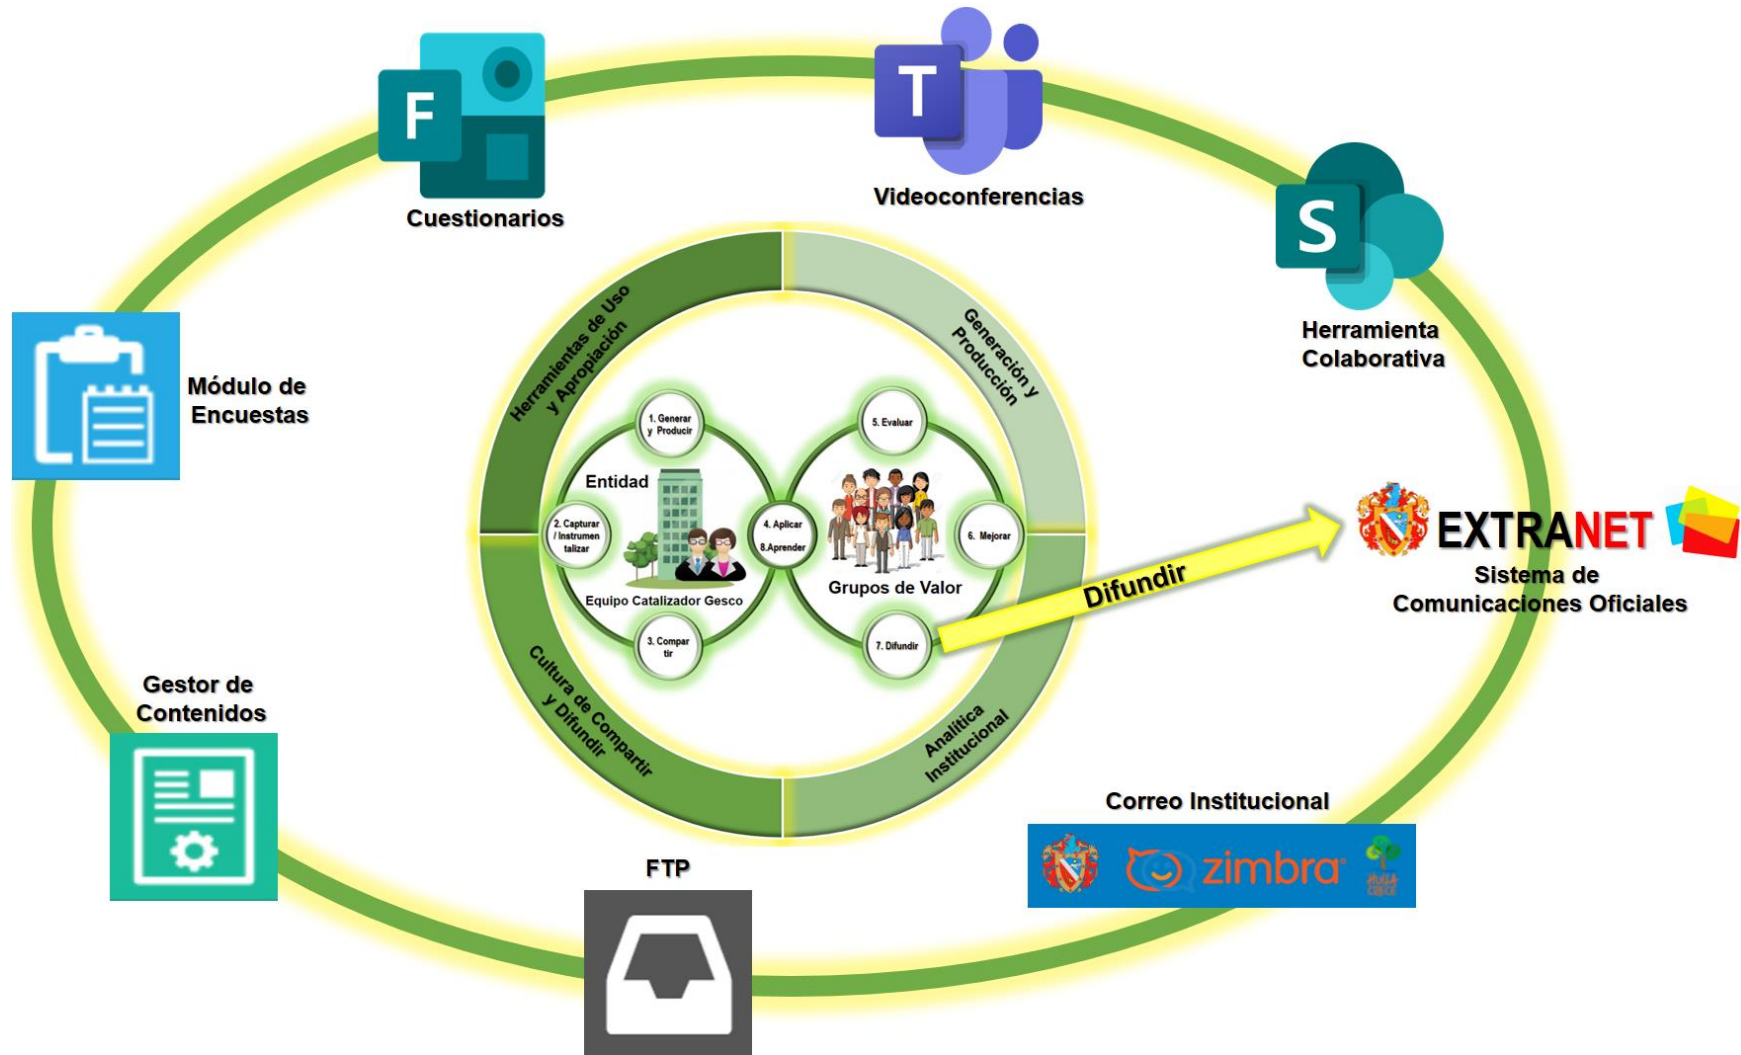 F
Cuestionarios
T
Videoconferencias
S
Herramienta
Colaborativa
Módulo de
Encuestas
Herramientas de Uso
y Apropiación
Generación y
Producción
1. Generar
y Producir
5. Evaluar
Entidad
2. Capturar
/ Instrumen
talizar
4. Aplicar
8.Aprender
6. Mejorar
Equipo Catalizador Gesco
Grupos de Valor
3. Compar
tir
7. Difundir
Difundir
EXTRANET
Sistema de
Comunicaciones Oficiales
Cultura de Compartir
y Difundir
Analítica
Institucional
Gestor de
Contenidos
Correo Institucional
zimbra
HUILA
CRECE
FTP